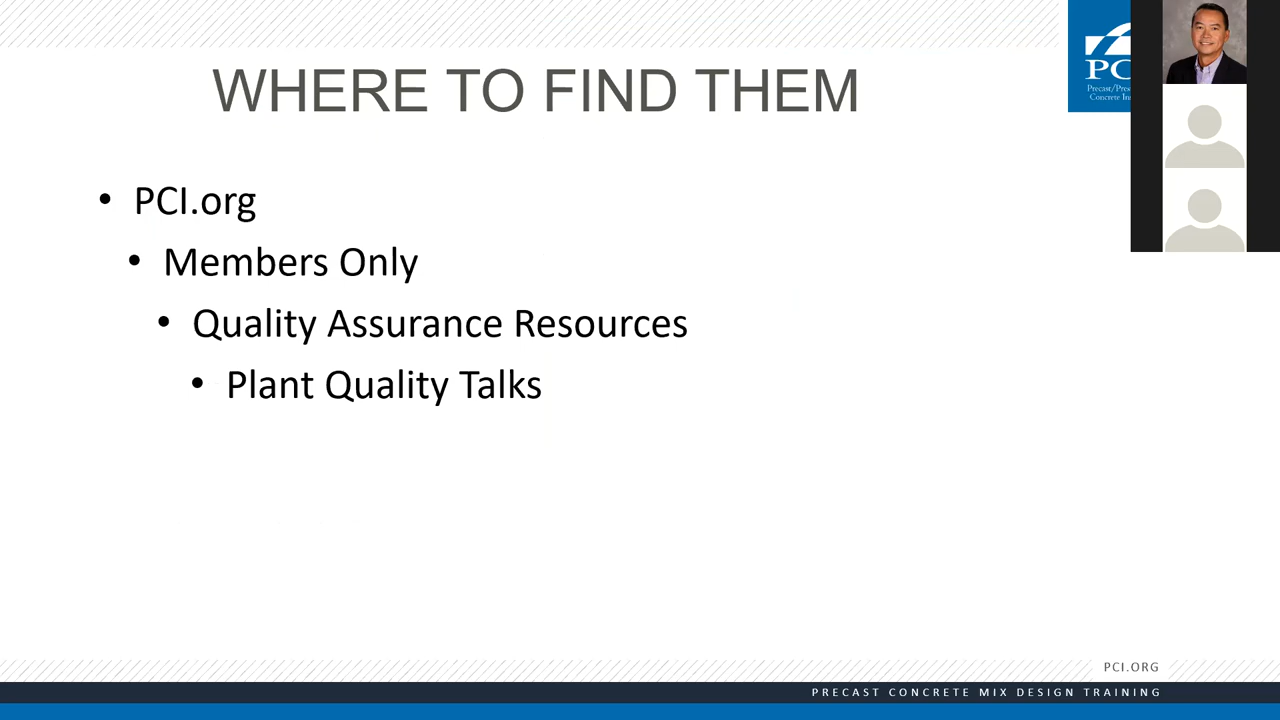 WHERE TO FIND THEM
• PCI.org
• Members Only
• Quality Assurance Resources
• Plant Quality Talks
PCI.ORG
PRECAST CONCRETE MIX DESIGN TRAINING